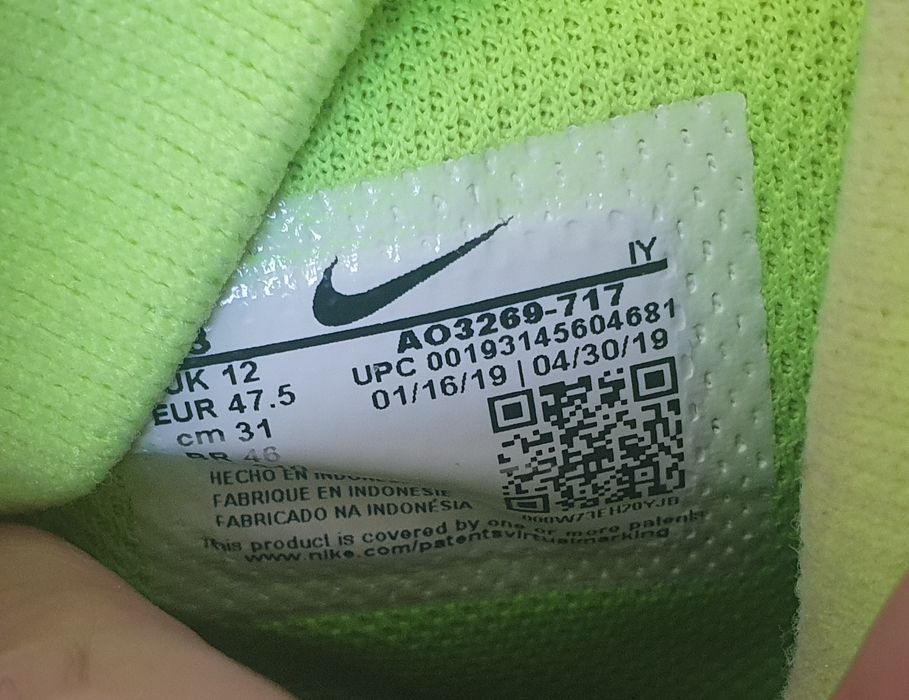 IY
AO3269-717
UPC 00193145604681
01/16/19 | 04/30/19
UK 12
EUR 47.5
cm 31
BR 46
HECHO EN INDONESIA
FABRIQUE EN INDONESIE
FABRICADO NA INDONÉSIA
This product is covered by one or more patents
www.nike.com/patentsvirtualmarking